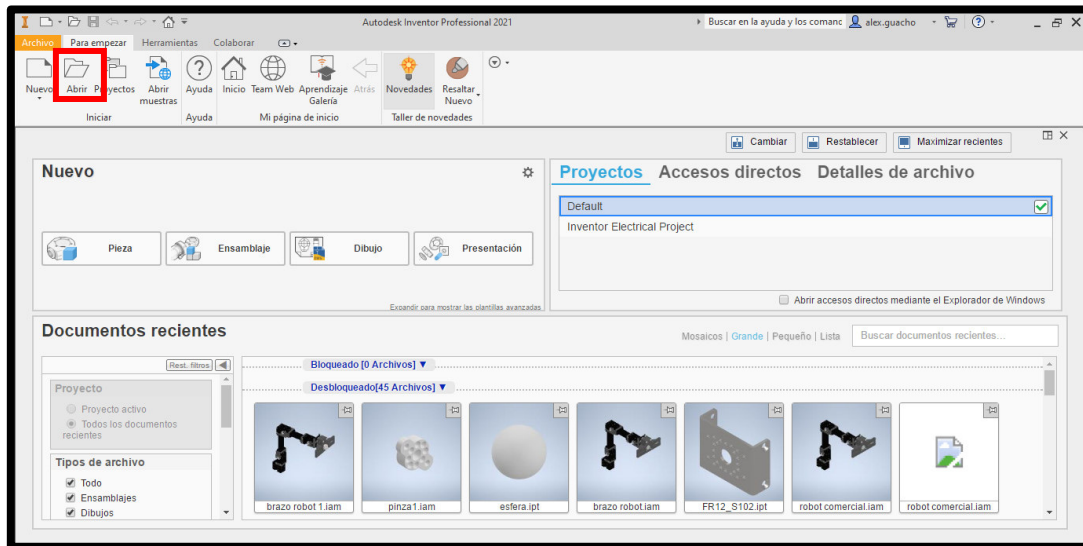 Autodesk Inventor Professional 2021
Buscar en la ayuda y los comanc
alex.guacho
Archivo Para empezar Herramientas Colaborar
Nuevo Abrir Proyectos Abrir muestras Ayuda Inicio Team Web Aprendizaje Galería Atrás Novedades Resaltar Nuevo
Iniciar Ayuda Mi página de inicio Taller de novedades
Cambiar Restablecer Maximizar recientes
Nuevo
Pieza Ensamblaje Dibujo Presentación
Expandir para mostrar las plantillas avanzadas
Proyectos Accesos directos Detalles de archivo
Default
Inventor Electrical Project
Abrir accesos directos mediante el Explorador de Windows
Documentos recientes
Mosaicos | Grande | Pequeño | Lista
Buscar documentos recientes...
Rest. filtros
Proyecto
Proyecto activo
Todos los documentos
recientes
Tipos de archivo
Todo
Ensamblajes
Dibujos
Bloqueado [0 Archivos] ▼
Desbloqueado[45 Archivos] ▼
brazo robot 1.iam pinza1.iam esfera.ipt brazo robot.iam FR12_S102.ipt robot comercial.iam robot comercial.iam